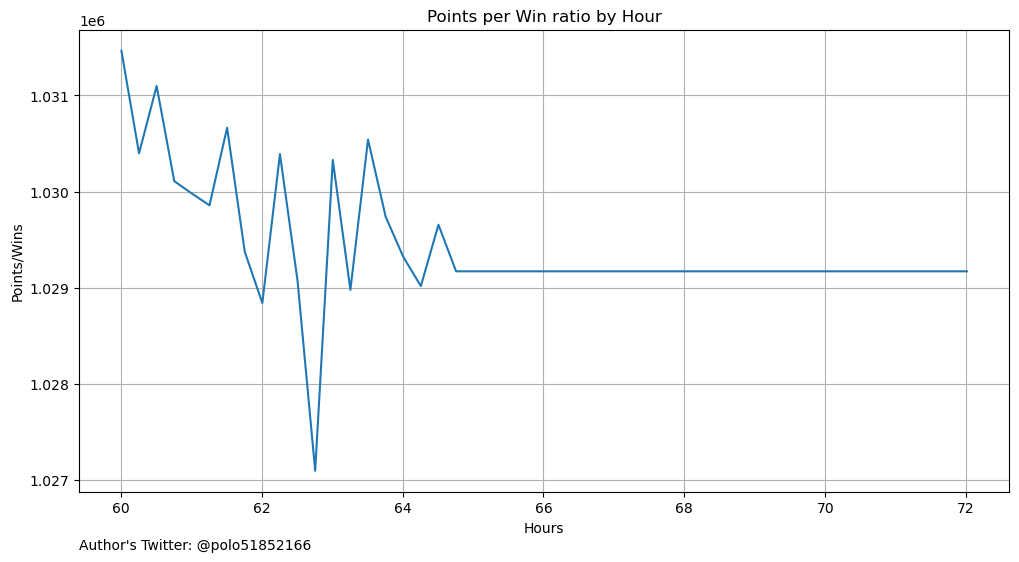 Points per Win ratio by Hour
1e6
1.031
1.030
1.029
1.028
1.027
Points/Wins
60 62 64 66 68 70 72
Hours
Author's Twitter: @polo51852166